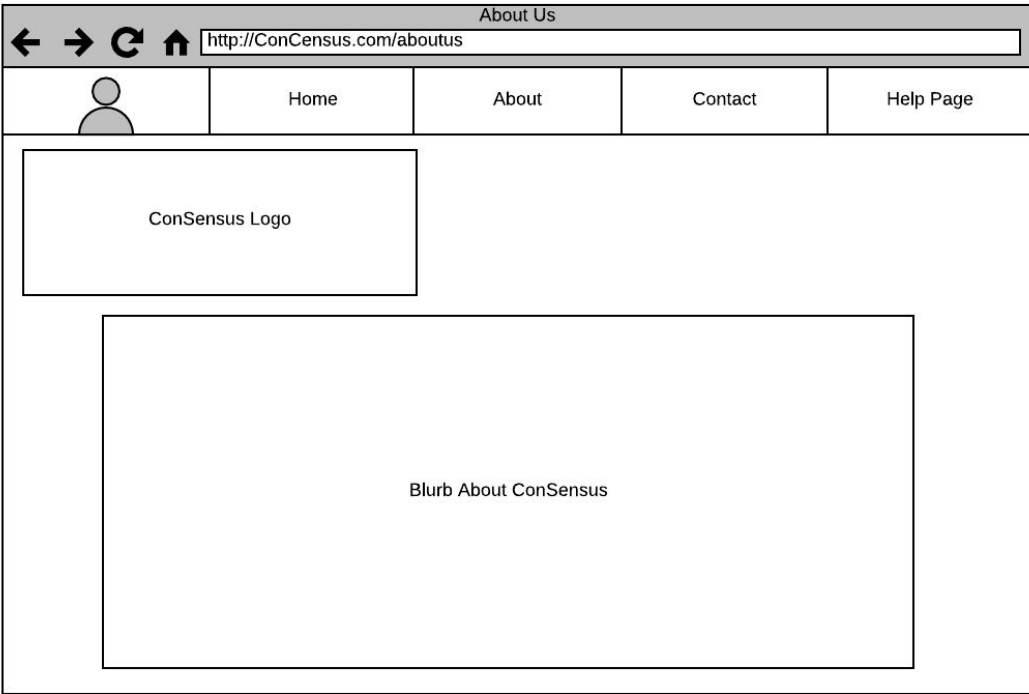 About Us
http://ConCensus.com/aboutus
Home
About
Contact
Help Page
ConSensus Logo
Blurb About ConSensus